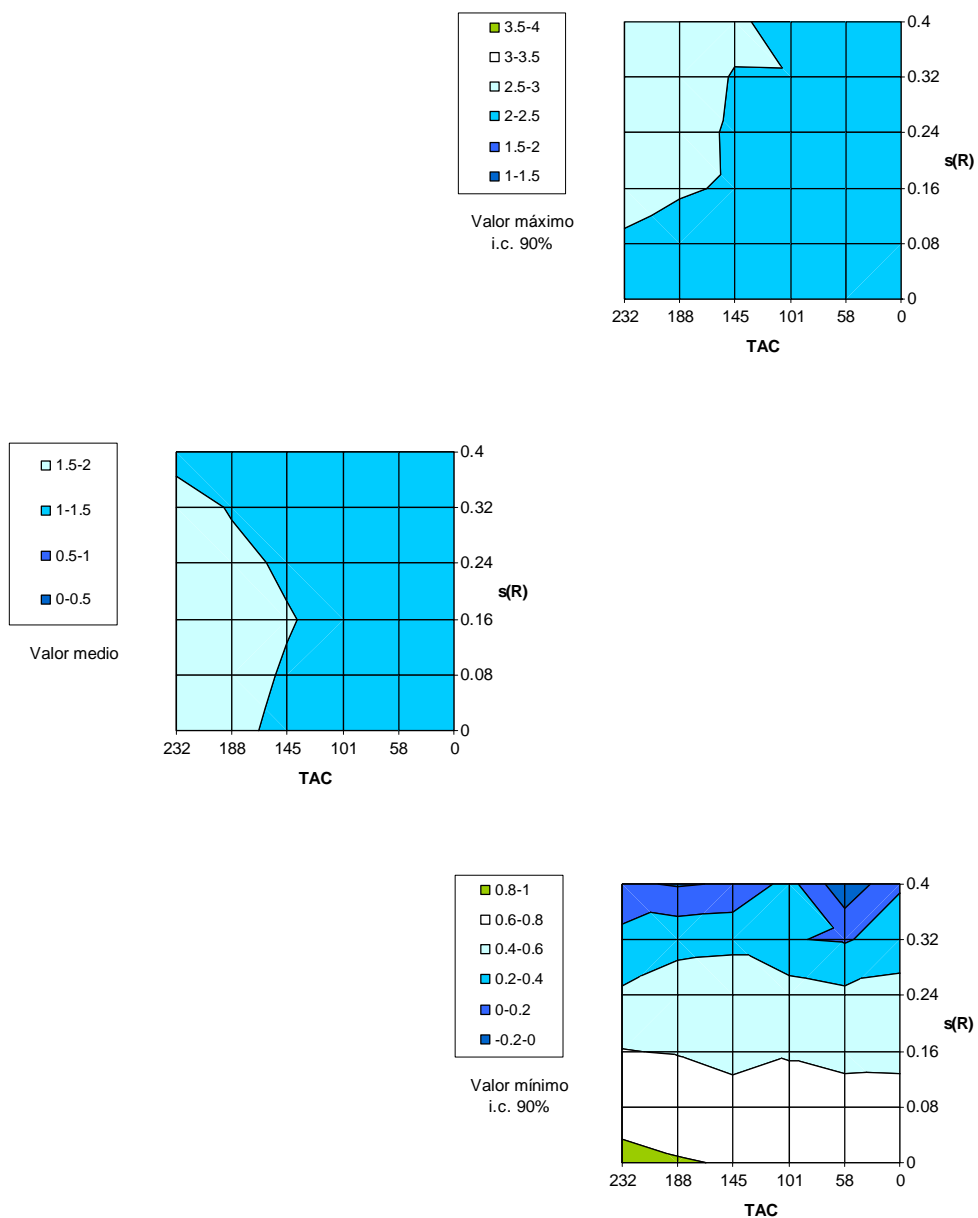 3.5-4
3-3.5
2.5-3
2-2.5
1.5-2
1-1.5
Valor máximo
i.c. 90%
0.4
0.32
0.24
0.16
0.08
0
s(R)
232 188 145 101 58 0
TAC
1.5-2
1-1.5
0.5-1
0-0.5
Valor medio
0.4
0.32
0.24
0.16
0.08
0
s(R)
232 188 145 101 58 0
TAC
0.8-1
0.6-0.8
0.4-0.6
0.2-0.4
0-0.2
-0.2-0
Valor mínimo
i.c. 90%
0.4
0.32
0.24
0.16
0.08
0
s(R)
232 188 145 101 58 0
TAC